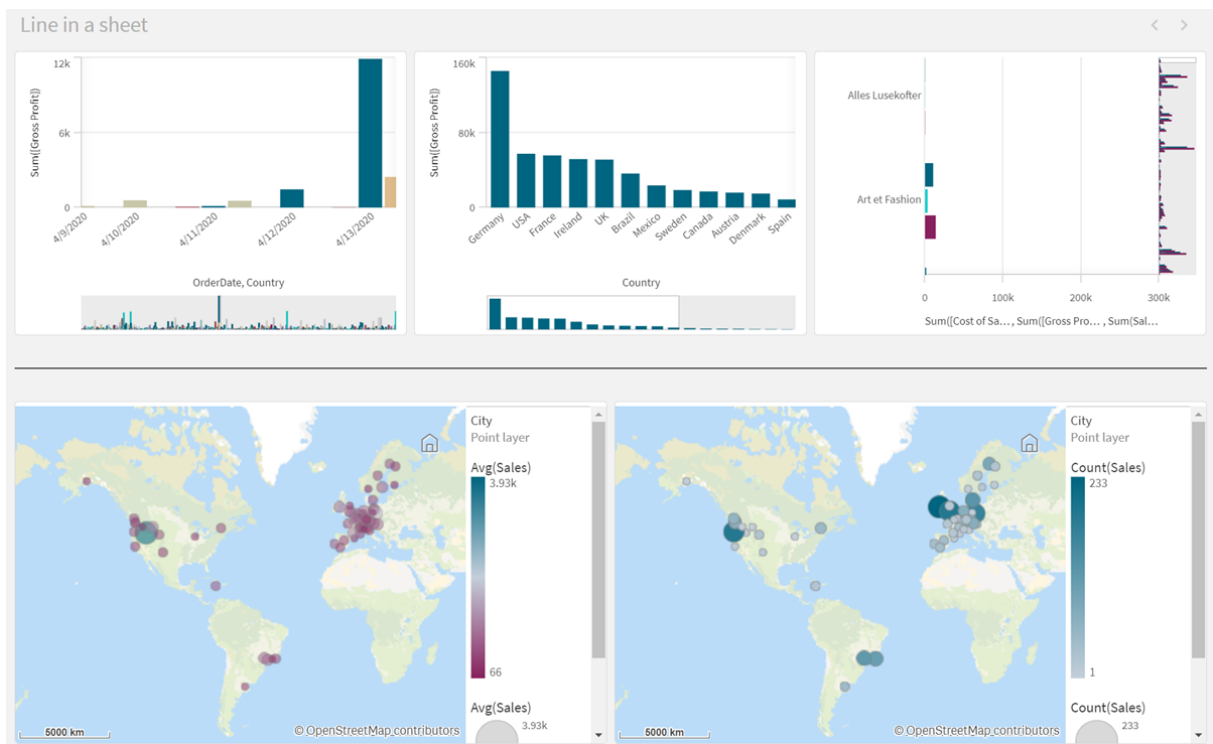 Line in a sheet
12k
6k
0
Sum([Gross Profit])
4/9/2020
4/10/2020
4/11/2020
4/12/2020
4/13/2020
OrderDate, Country
160k
80k
0
Sum([Gross Profit])
Germany
USA
France
Ireland
UK
Brazil
Mexico
Sweden
Canada
Austria
Denmark
Spain
Country
Alles Lusekofter
Art et Fashion
0
100k
200k
300k
Sum([Cost of Sa... , Sum([Gross Pro... , Sum(Sal...
City
Point layer
Avg(Sales)
3.93k
66
Avg(Sales)
3.93k
5000 km
© OpenStreetMap contributors
City
Point layer
Count(Sales)
233
1
Count(Sales)
233
5000 km
© OpenStreetMap contributors